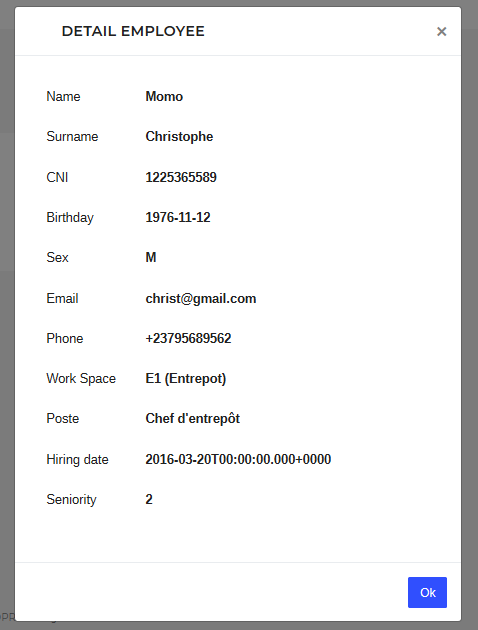 DETAIL EMPLOYEE ×
Name Momo
Surname Christophe
CNI 1225365589
Birthday 1976-11-12
Sex M
Email christ@gmail.com
Phone +23795689562
Work Space E1 (Entrepot)
Poste Chef d'entrepôt
Hiring date 2016-03-20T00:00:00.000+0000
Seniority 2
Ok